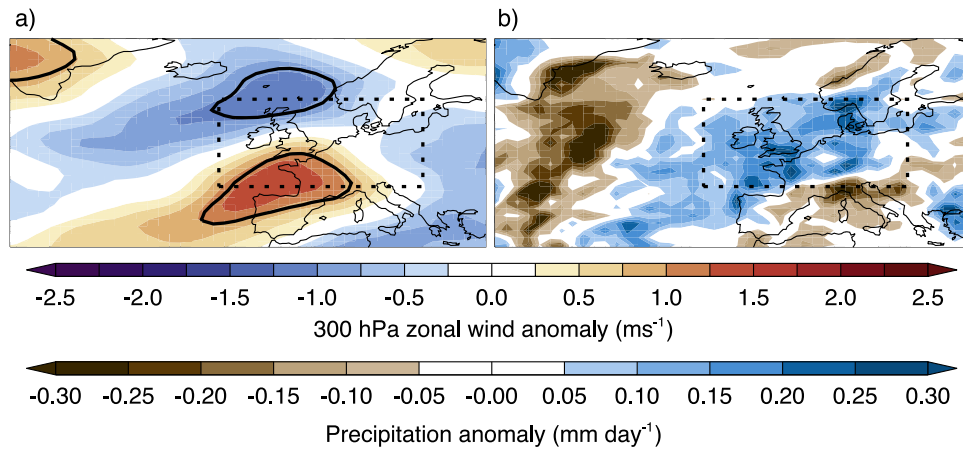 a) b)
-2.5 -2.0 -1.5 -1.0 -0.5 0.0 0.5 1.0 1.5 2.0 2.5
300 hPa zonal wind anomaly (ms⁻¹)
-0.30 -0.25 -0.20 -0.15 -0.10 -0.05 -0.00 0.05 0.10 0.15 0.20 0.25 0.30
Precipitation anomaly (mm day⁻¹)